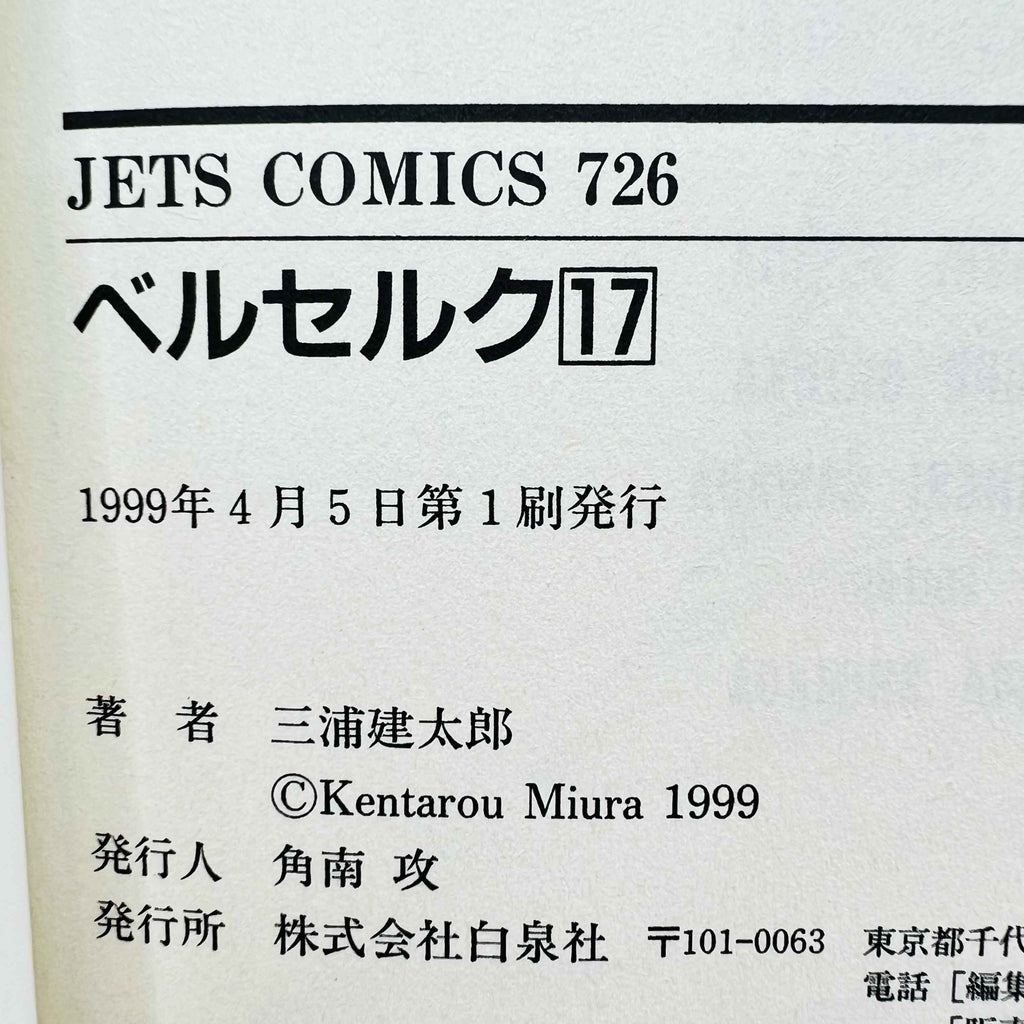 JETS COMICS 726
ベルセルク17
1999年4月5日第1刷発行
著 者 三浦建太郎
©Kentarou Miura 1999
発行人 角南 攻
発行所 株式会社白泉社 〒101-0063 東京都千代
電話［編集